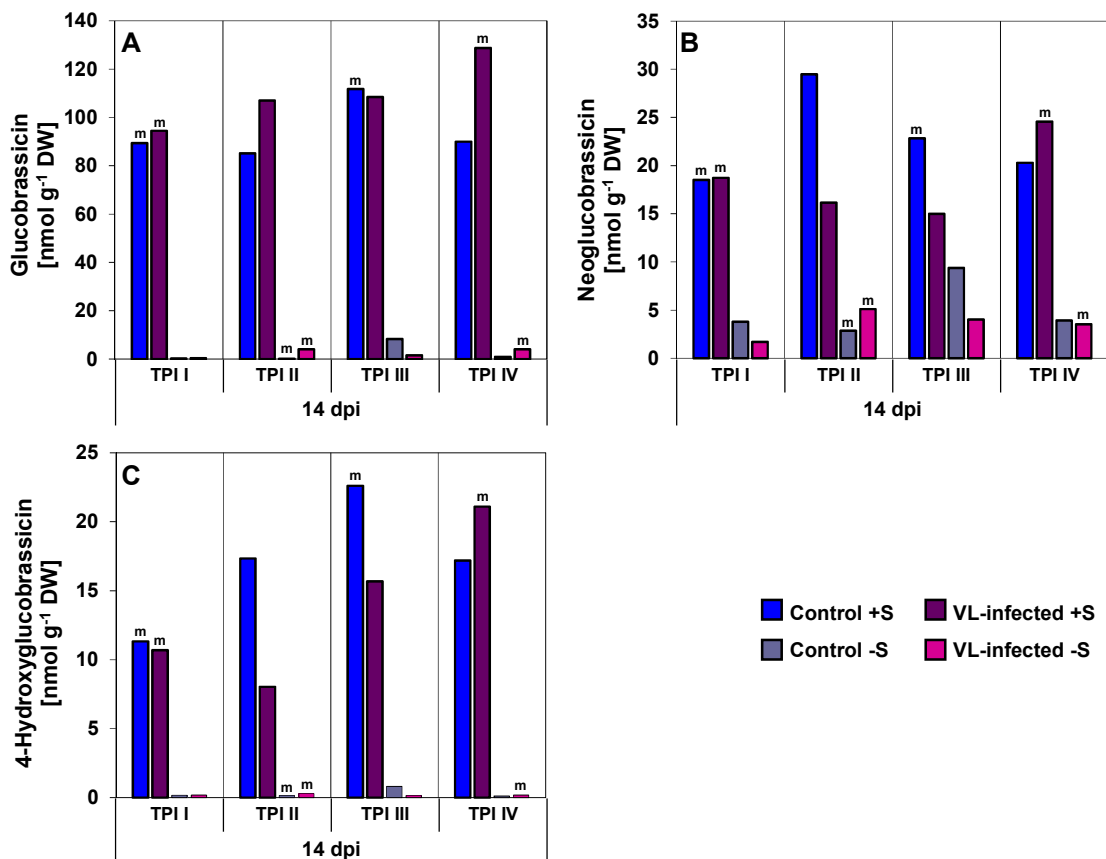 A
Glucobrassicin
[nmol g⁻¹ DW]
140
120
100
80
60
40
20
0
m m m m m m m
TPI I TPI II TPI III TPI IV
14 dpi
B
Neoglucobrassicin
[nmol g⁻¹ DW]
35
30
25
20
15
10
5
0
m m m m m m m
TPI I TPI II TPI III TPI IV
14 dpi
C
4-Hydroxyglucobrassicin
[nmol g⁻¹ DW]
25
20
15
10
5
0
m m m m m m m
TPI I TPI II TPI III TPI IV
14 dpi
Control +S VL-infected +S
Control -S VL-infected -S